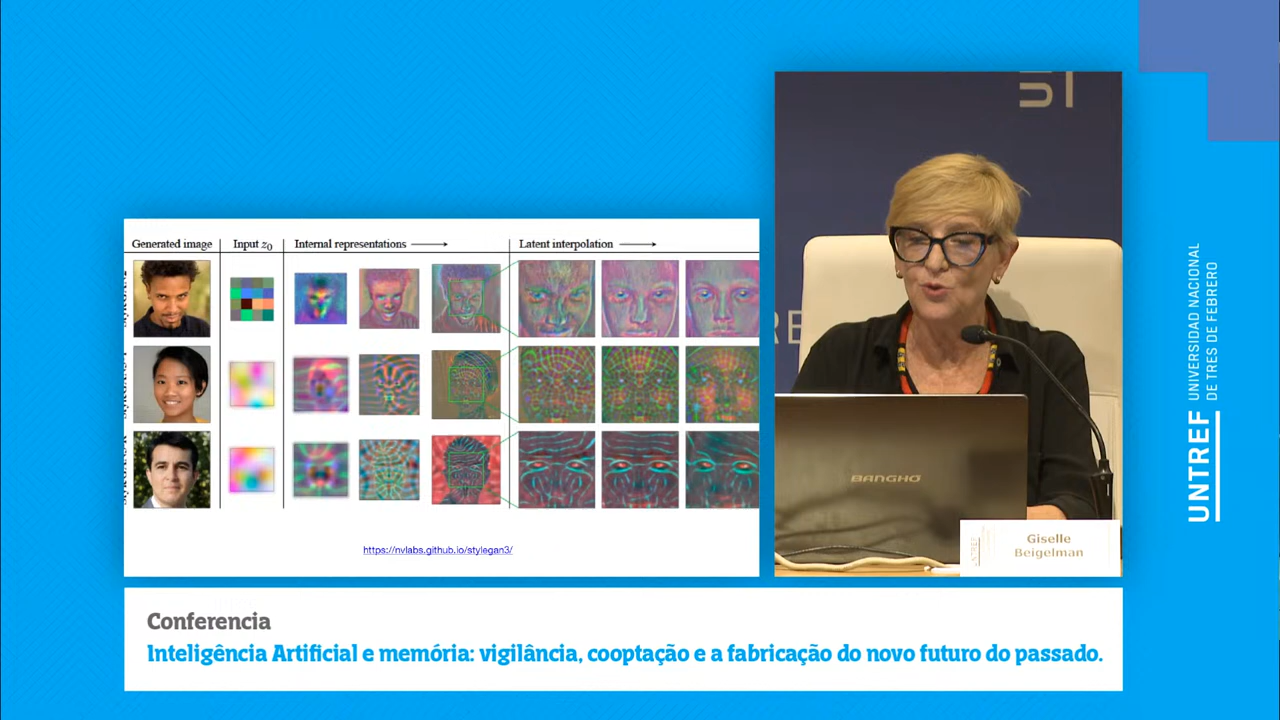 Generated image
Input z0
Internal representations
Latent interpolation
https://nvlabs.github.io/stylegan3/
BANGHO
UNTREF
Giselle
Beigelman
UNTREF
UNIVERSIDAD NACIONAL
DE TRES DE FEBRERO
Conferencia
Inteligência Artificial e memória: vigilância, cooptação e a fabricação do novo futuro do passado.